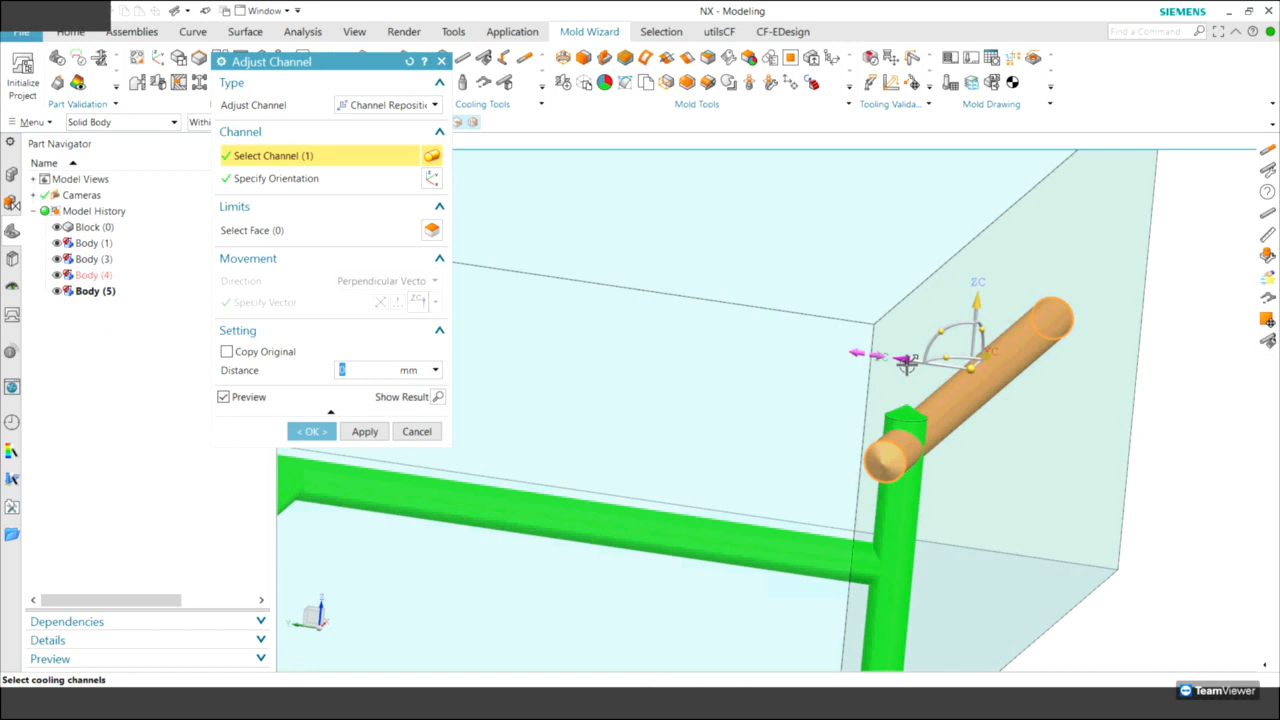 Window
NX - Modeling
SIEMENS
File
Home
Assemblies
Curve
Surface
Analysis
View
Render
Tools
Application
Mold Wizard
Selection
utilsCF
CF-EDesign
Find a Command
Initialize
Project
Part Validation
Cooling Tools
Mold Tools
Tooling Valida...
Mold Drawing
Menu
Solid Body
Withi
Part Navigator
Name
Model Views
Cameras
Model History
Block (0)
Body (1)
Body (3)
Body (4)
Body (5)
Dependencies
Details
Preview
Adjust Channel
Type
Adjust Channel
Channel Repositi
Channel
Select Channel (1)
Specify Orientation
Limits
Select Face (0)
Movement
Direction
Perpendicular Vecto
Specify Vector
ZC
Setting
Copy Original
Distance
0
mm
Preview
Show Result
< OK >
Apply
Cancel
ZC
Z
Y
Select cooling channels
TeamViewer